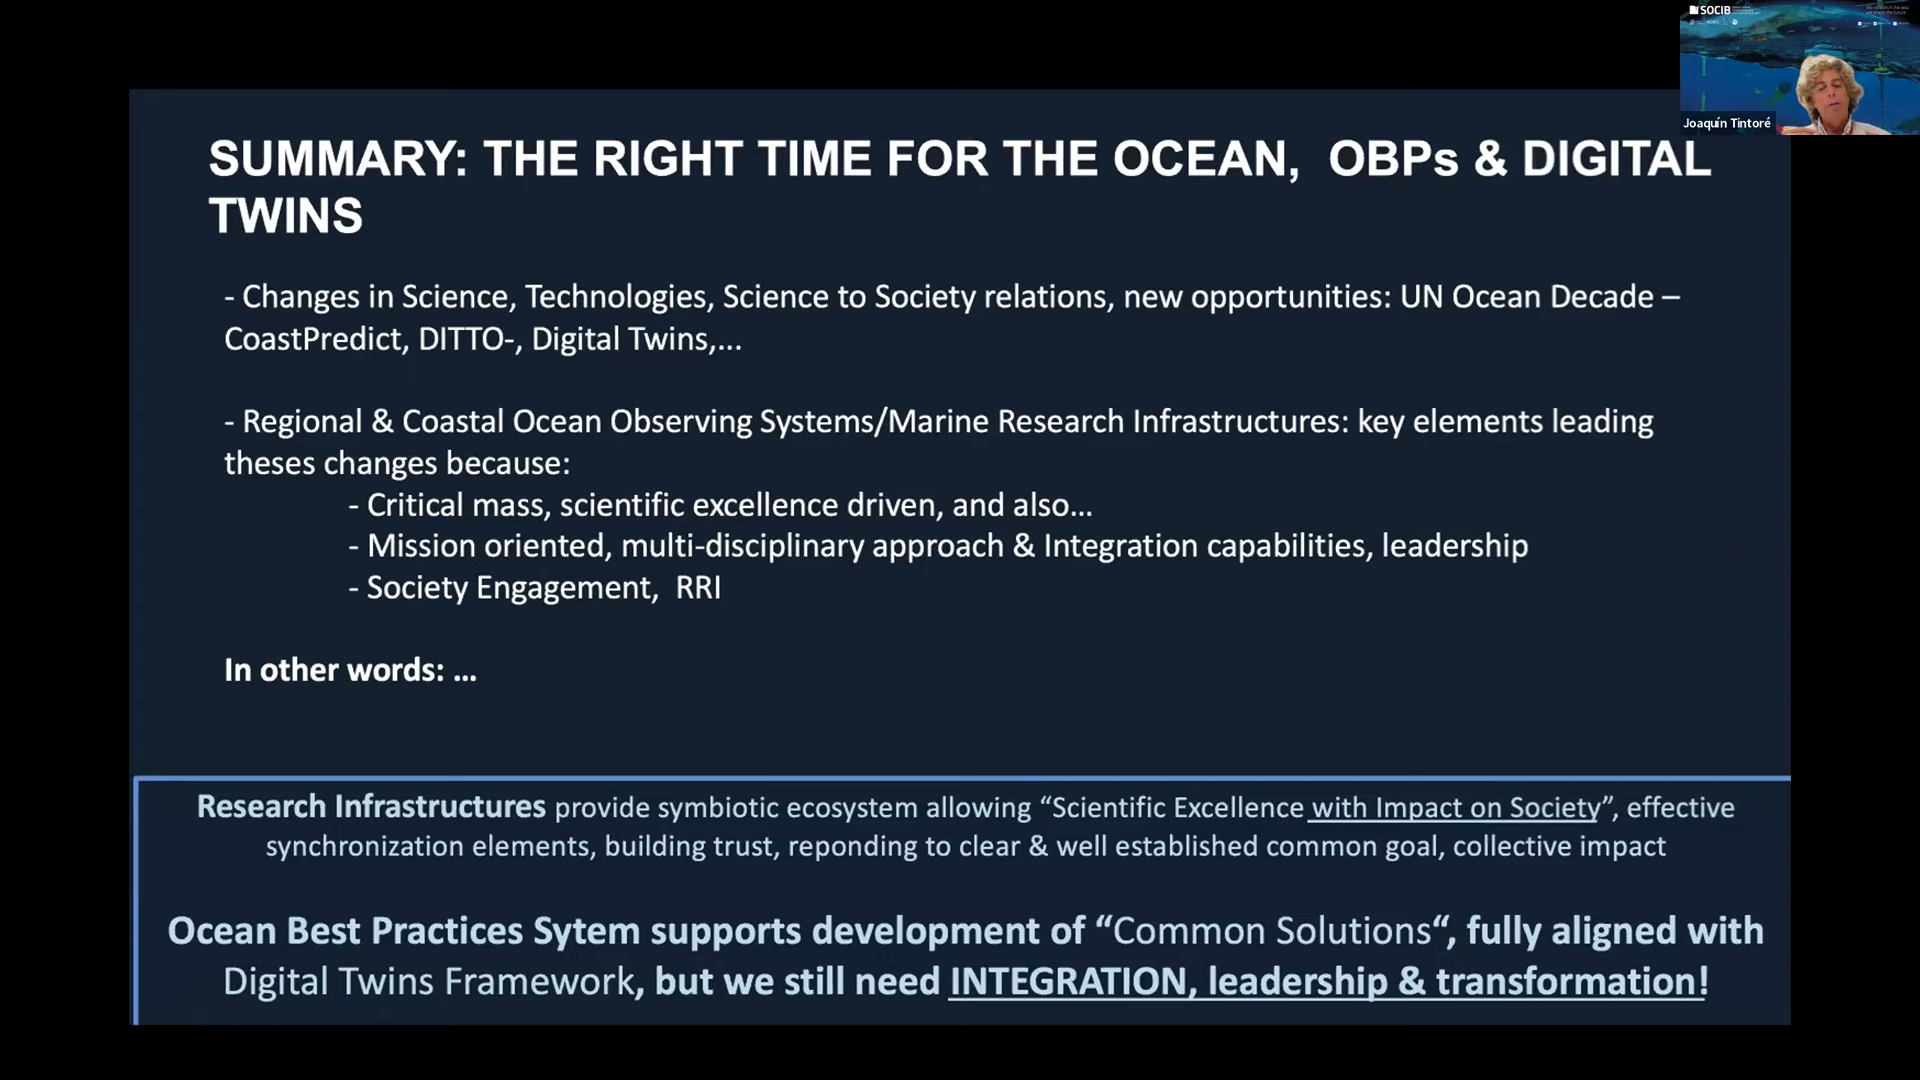 SOCIB
Joaquín Tintoré
SUMMARY: THE RIGHT TIME FOR THE OCEAN, OBPs & DIGITAL
TWINS
- Changes in Science, Technologies, Science to Society relations, new opportunities: UN Ocean Decade –
CoastPredict, DITTO-, Digital Twins,...
- Regional & Coastal Ocean Observing Systems/Marine Research Infrastructures: key elements leading
theses changes because:
- Critical mass, scientific excellence driven, and also...
- Mission oriented, multi-disciplinary approach & Integration capabilities, leadership
- Society Engagement, RRI
In other words: ...
Research Infrastructures provide symbiotic ecosystem allowing “Scientific Excellence with Impact on Society”, effective
synchronization elements, building trust, reponding to clear & well established common goal, collective impact
Ocean Best Practices Sytem supports development of “Common Solutions“, fully aligned with
Digital Twins Framework, but we still need INTEGRATION, leadership & transformation!